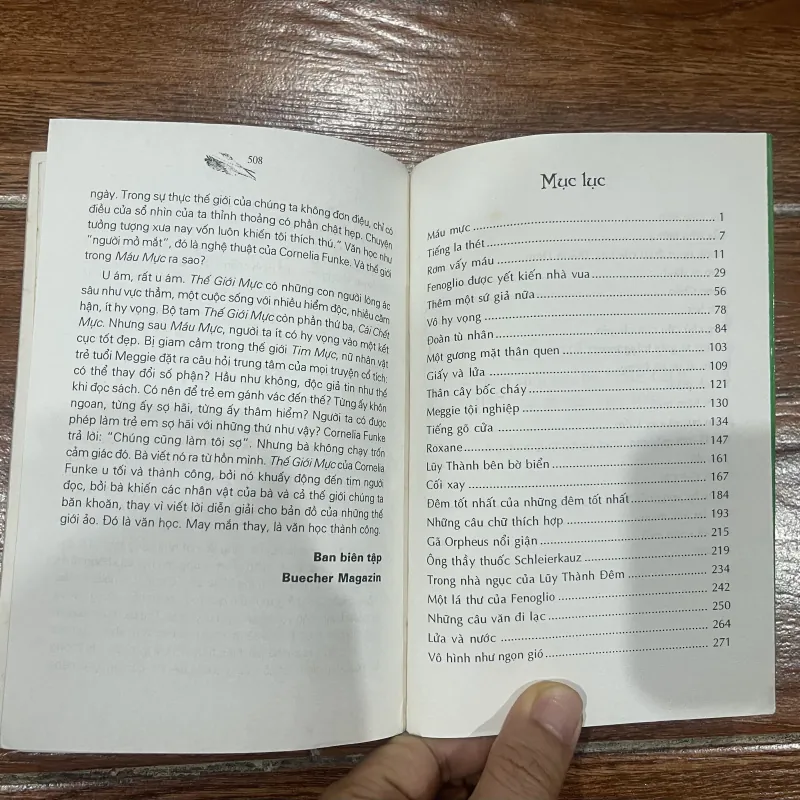 508
ngày. Trong sự thực thế giới của chúng ta không đơn điệu, chỉ có
điều cửa sổ nhìn của ta thỉnh thoảng có phần chật hẹp. Chuyện
tưởng tượng xưa nay vốn luôn khiến tôi thích thú.” Văn học như
“người mở mắt”, đó là nghệ thuật của Cornelia Funke. Và thế giới
trong Máu Mực ra sao?
U ám, rất u ám. Thế Giới Mực có những con người lòng ác
sâu như vực thẳm, một cuộc sống với nhiều hiểm độc, nhiều căm
hận, ít hy vọng. Bộ tam Thế Giới Mực còn phần thứ ba, Cái Chết
Mực. Nhưng sau Máu Mực, người ta ít có hy vọng vào một kết
cục tốt đẹp. Bị giam cầm trong thế giới Tim Mực, nữ nhân vật
trẻ tuổi Meggie đặt ra câu hỏi trung tâm của mọi truyện cổ tích:
có thể thay đổi số phận? Hầu như không, độc giả tin như thế
khi đọc sách. Có nên để trẻ em gánh vác đến thế? Từng ấy khôn
ngoan, từng ấy sợ hãi, từng ấy thâm hiểm? Người ta có được
phép làm trẻ em sợ hãi với những thứ như vậy? Cornelia Funke
trả lời: “Chúng cũng làm tôi sợ”. Nhưng bà không chạy trốn
cảm giác đó. Bà viết nó ra từ hồn mình. Thế Giới Mực của Cornelia
Funke u tối và thành công, bởi nó khuấy động đến tim người
đọc, bởi bà khiến các nhân vật của bà và cả thế giới chúng ta
băn khoăn, thay vì viết lời diễn giải cho bản đồ của những thế
giới ảo. Đó là văn học. May mắn thay, là văn học thành công.
Ban biên tập
Buecher Magazin
Mục lục
Máu mực 1
Tiếng la thét 7
Rơm vấy máu 11
Fenoglio được yết kiến nhà vua 29
Thêm một sứ giả nữa 56
Vô hy vọng 78
Đoàn tù nhân 84
Một gương mặt thân quen 103
Giấy và lửa 109
Thân cây bốc cháy 121
Meggie tội nghiệp 130
Tiếng gõ cửa 134
Roxane 147
Lũy Thành bên bờ biển 161
Cối xay 167
Đêm tốt nhất của những đêm tốt nhất 184
Những câu chữ thích hợp 193
Gã Orpheus nổi giận 215
Ông thầy thuốc Schleierkauz 219
Trong nhà ngục của Lũy Thành Đêm 234
Một lá thư của Fenoglio 242
Những câu văn đi lạc 250
Lửa và nước 264
Vô hình như ngọn gió 271